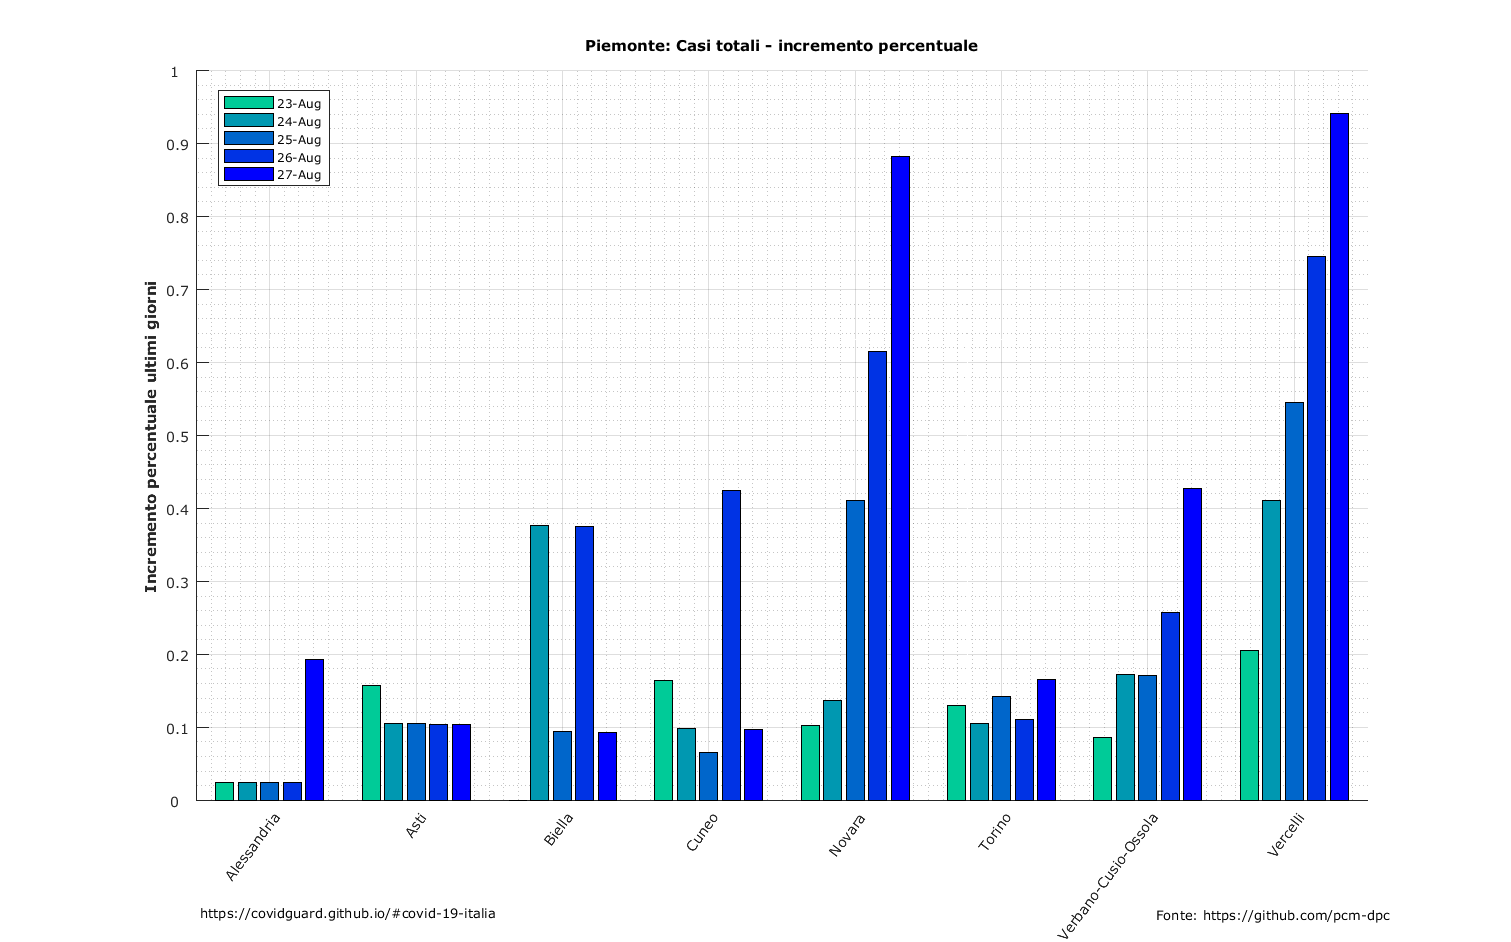 Piemonte: Casi totali - incremento percentuale
Incremento percentuale ultimi giorni
1
0.9
0.8
0.7
0.6
0.5
0.4
0.3
0.2
0.1
0
23-Aug
24-Aug
25-Aug
26-Aug
27-Aug
Alessandria
Asti
Biella
Cuneo
Novara
Torino
Verbano-Cusio-Ossola
Vercelli
https://covidguard.github.io/#covid-19-italia
Fonte: https://github.com/pcm-dpc